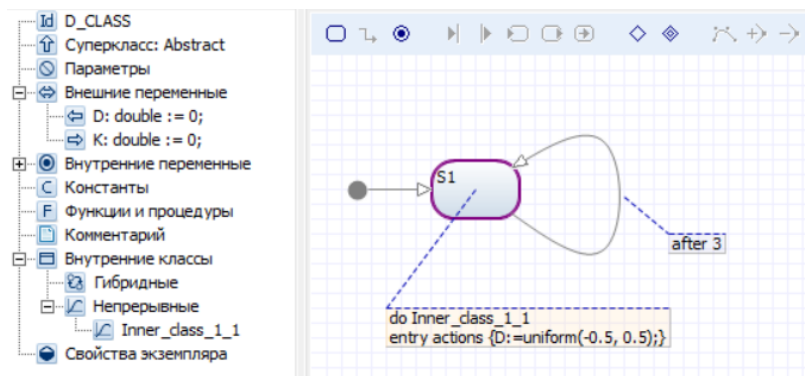 Id D_CLASS
Суперкласс: Abstract
Параметры
Внешние переменные
D: double := 0;
K: double := 0;
Внутренние переменные
C Константы
F Функции и процедуры
Комментарий
Внутренние классы
Гибридные
Непрерывные
Inner_class_1_1
Свойства экземпляра
S1
after 3
do Inner_class_1_1
entry actions {D:=uniform(-0.5, 0.5);}